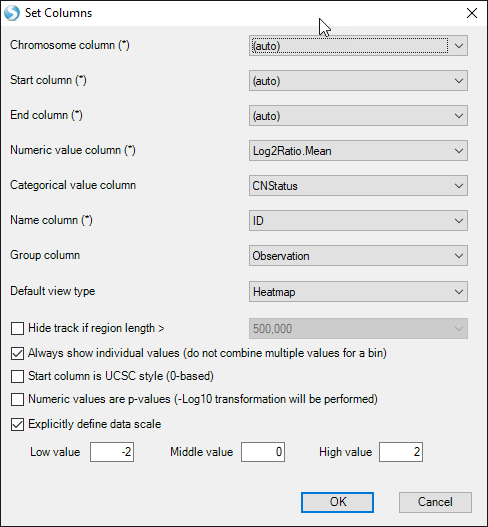 Set Columns
Chromosome column (*) (auto)
Start column (*) (auto)
End column (*) (auto)
Numeric value column (*) Log2Ratio.Mean
Categorical value column CNStatus
Name column (*) ID
Group column Observation
Default view type Heatmap
Hide track if region length > 500,000
Always show individual values (do not combine multiple values for a bin)
Start column is UCSC style (0-based)
Numeric values are p-values (-Log10 transformation will be performed)
Explicitly define data scale
Low value -2 Middle value 0 High value 2
OK Cancel